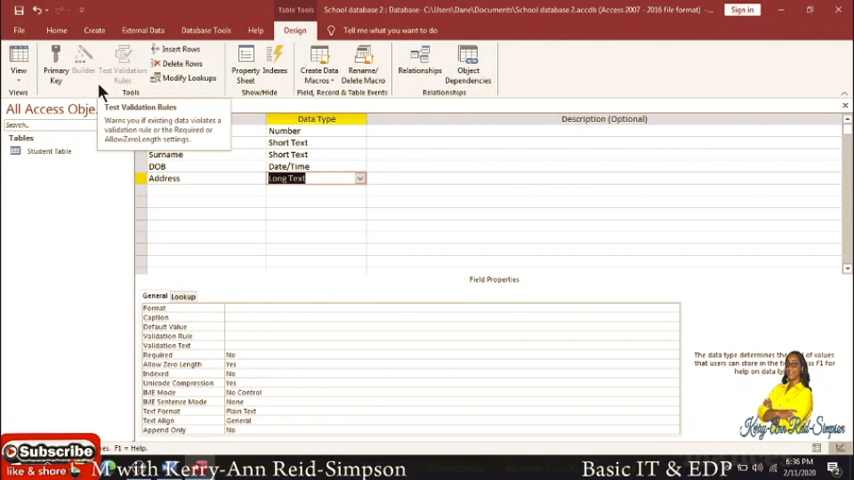 Table Tools
School database 2 : Database- C:\Users\Dane\Documents\School database 2.accdb (Access 2007 - 2016 file format)
Sign in
File
Home
Create
External Data
Database Tools
Help
Design
Tell me what you want to do
View
Primary Key
Builder
Test Validation Rules
Insert Rows
Delete Rows
Modify Lookups
Property Sheet
Indexes
Create Data Macros
Rename/ Delete Macro
Relationships
Object Dependencies
Views
Tools
Show/Hide
Field, Record & Table Events
Relationships
All Access Obje...
Search...
Tables
Student Table
Test Validation Rules
Warns you if existing data violates a
validation rule or the Required or
AllowZeroLength settings.
Data Type
Description (Optional)
Number
Short Text
Surname Short Text
DOB Date/Time
Address Long Text
Field Properties
General Lookup
Format
Caption
Default Value
Validation Rule
Validation Text
Required No
Allow Zero Length Yes
Indexed No
Unicode Compression Yes
IME Mode No Control
IME Sentence Mode None
Text Format Plain Text
Text Align General
Append Only No
The data type determines the
of values
that users can store in the
F1 for
help on data
Kerry-Ann Reid-Simpson
F1 = Help.
Subscribe
like & share
M with Kerry-Ann Reid-Simpson
Basic IT & EDP
6:36 PM
2/11/2020